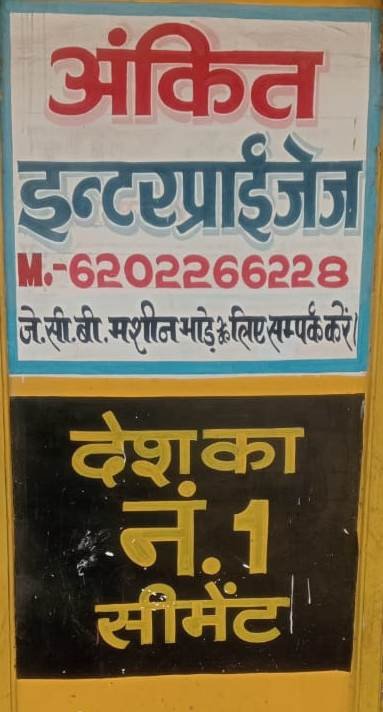 अंकित
इन्टरप्राईजेज
M.-6202266228
जे.सी.बी.मशीन भाड़े के लिए सम्पर्क करें।
देश का
नं.1
सीमेंट